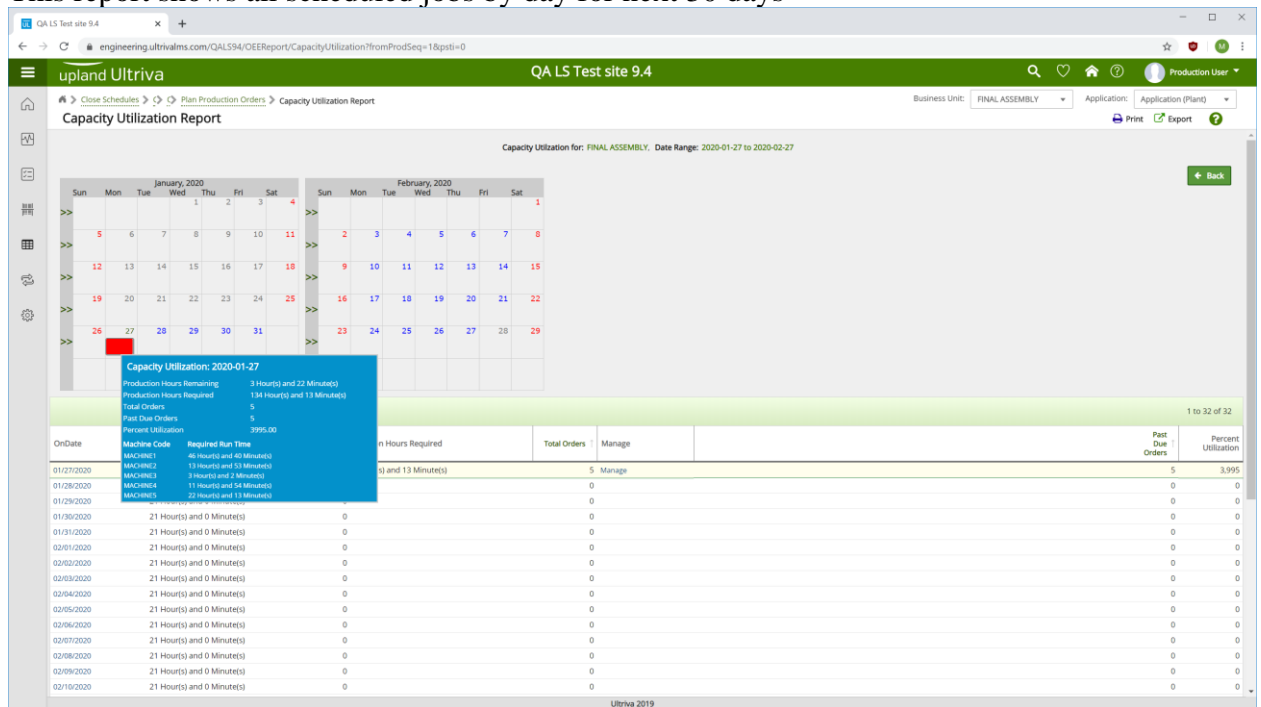 This report shows all scheduled jobs by day for next 30 days
QA LS Test site 9.4
engineering.ultrivalms.com/QALS94/OEEReport/CapacityUtilization?fromProdSeq=1&psti=0
upland Ultriva QA LS Test site 9.4 Production User
Close Schedules > Plan Production Orders > Capacity Utilization Report Business Unit: FINAL ASSEMBLY Application: Application (Plant)
Capacity Utilization Report Print Export
Capacity Utilzation for: FINAL ASSEMBLY, Date Range: 2020-01-27 to 2020-02-27
Back
January, 2020 February, 2020
Sun Mon Tue Wed Thu Fri Sat Sun Mon Tue Wed Thu Fri Sat
>> 1 2 3 4 >> 1
>> 5 6 7 8 9 10 11 >> 2 3 4 5 6 7 8
>> 12 13 14 15 16 17 18 >> 9 10 11 12 13 14 15
>> 19 20 21 22 23 24 25 >> 16 17 18 19 20 21 22
>> 26 27 28 29 30 31 >> 23 24 25 26 27 28 29
Capacity Utilization: 2020-01-27
Production Hours Remaining 3 Hour(s) and 22 Minute(s)
Production Hours Required 134 Hour(s) and 13 Minute(s)
Total Orders 5
Past Due Orders 5
Percent Utilization 3995.00
Machine Code Required Run Time
MACHINE1 46 Hour(s) and 40 Minute(s)
MACHINE2 13 Hour(s) and 53 Minute(s)
MACHINE3 3 Hour(s) and 2 Minute(s)
MACHINE4 11 Hour(s) and 54 Minute(s)
MACHINE5 22 Hour(s) and 13 Minute(s)
1 to 32 of 32
OnDate n Hours Required Total Orders Manage Past Due Orders Percent Utilization
01/27/2020 s) and 13 Minute(s) 5 Manage 5 3,995
01/28/2020 0 0 0
01/29/2020 0 0 0
01/30/2020 21 Hour(s) and 0 Minute(s) 0 0 0 0
01/31/2020 21 Hour(s) and 0 Minute(s) 0 0 0 0
02/01/2020 21 Hour(s) and 0 Minute(s) 0 0 0 0
02/02/2020 21 Hour(s) and 0 Minute(s) 0 0 0 0
02/03/2020 21 Hour(s) and 0 Minute(s) 0 0 0 0
02/04/2020 21 Hour(s) and 0 Minute(s) 0 0 0 0
02/05/2020 21 Hour(s) and 0 Minute(s) 0 0 0 0
02/06/2020 21 Hour(s) and 0 Minute(s) 0 0 0 0
02/07/2020 21 Hour(s) and 0 Minute(s) 0 0 0 0
02/08/2020 21 Hour(s) and 0 Minute(s) 0 0 0 0
02/09/2020 21 Hour(s) and 0 Minute(s) 0 0 0 0
02/10/2020 21 Hour(s) and 0 Minute(s) 0 0 0 0
Ultriva 2019